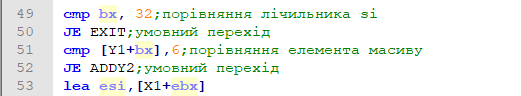 49 cmp bx, 32;порівняння лічильника si
50 JE EXIT;умовний перехід
51 cmp [Y1+bx],6;порівняння елемента масиву
52 JE ADDY2;умовний перехід
53 lea esi,[X1+ebx]